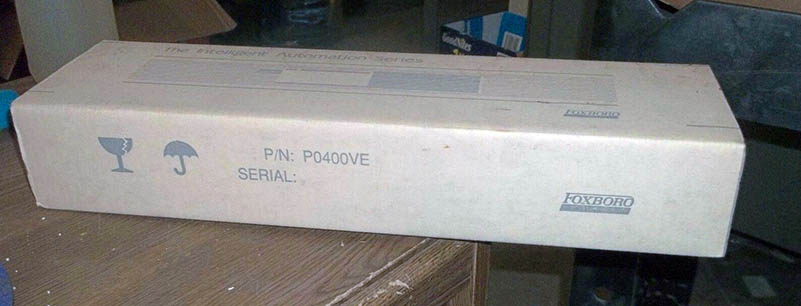 The Intelligent Automation Series
FOXBORO
P/N: P0400VE
SERIAL:
FOXBORO